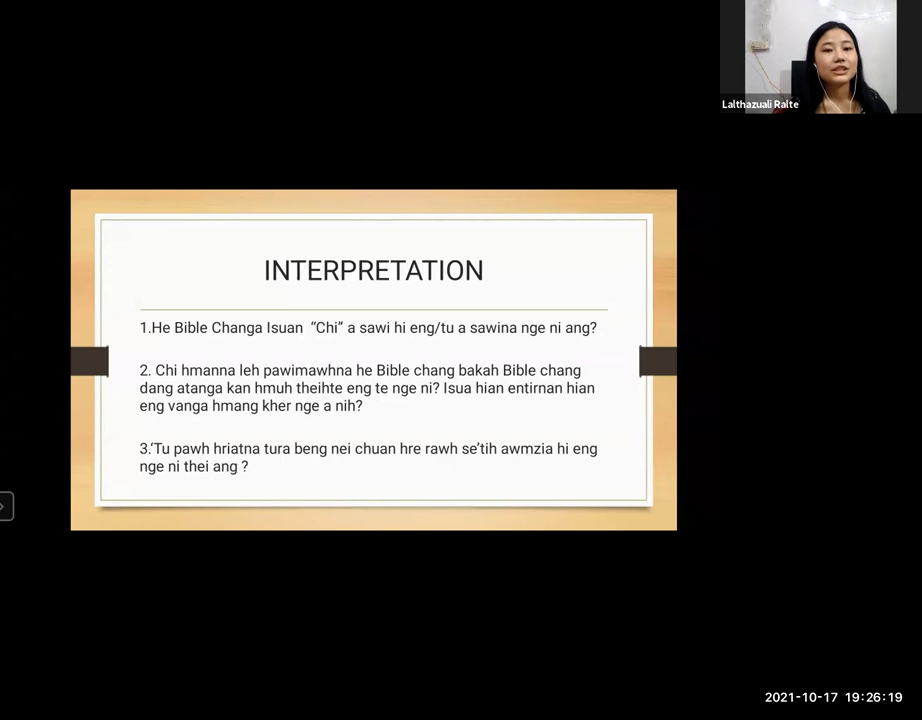 Lalthazuali Ralte
INTERPRETATION
1.He Bible Changa Isuan “Chi” a sawi hi eng/tu a sawina nge ni ang?
2. Chi hmanna leh pawimawhna he Bible chang bakah Bible chang
dang atanga kan hmuh theihte eng te nge ni? Isua hian entirnan hian
eng vanga hmang kher nge a nih?
3.‘Tu pawh hriatna tura beng nei chuan hre rawh se’tih awmzia hi eng
nge ni thei ang ?
2021-10-17 19:26:19